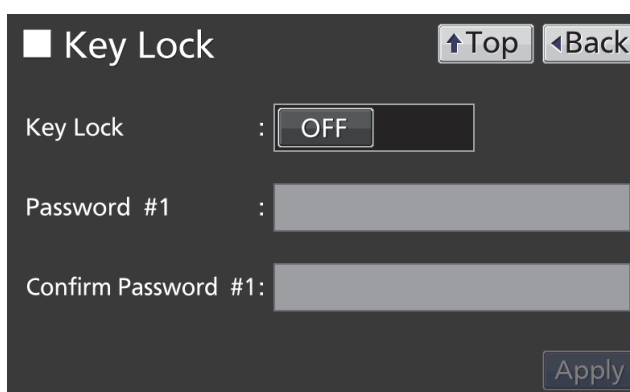 Key Lock
Top
Back
Key Lock :
OFF
Password #1 :
Confirm Password #1:
Apply